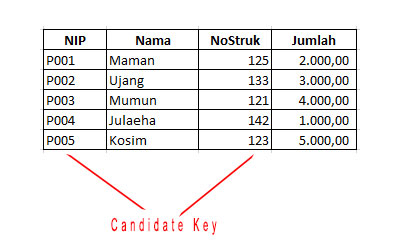 NIP Nama NoStruk Jumlah
P001 Maman 125 2.000,00
P002 Ujang 133 3.000,00
P003 Mumun 121 4.000,00
P004 Julaeha 142 1.000,00
P005 Kosim 123 5.000,00
Candidate Key